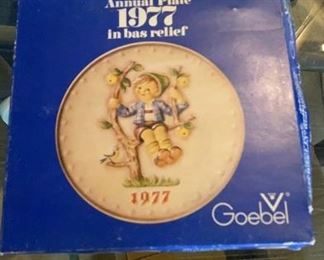 Annual Plate
1977
in bas relief
1977
Goebel